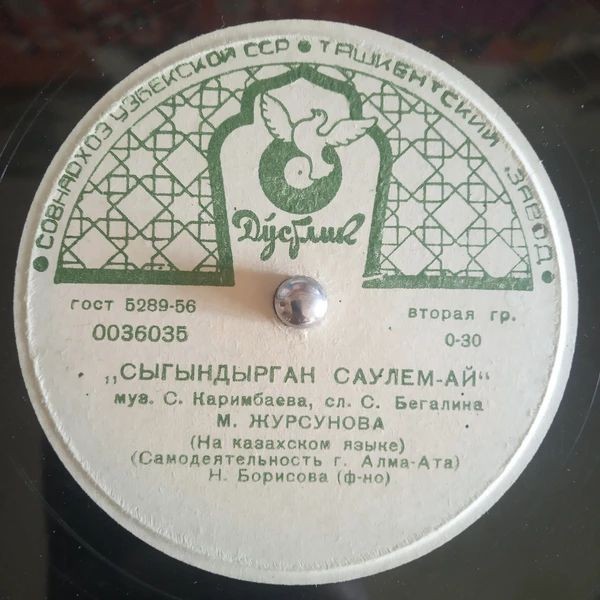 • СОВНАРХОЗ УЗБЕКСКОЙ ССР • ТАШКЕНТСКИЙ ЗАВОД •
Дўстлик
гост 5289-56
0036035
вторая гр.
0-30
„СЫГЫНДЫРГАН САУЛЕМ-АЙ“
муз. С. Каримбаева, сл. С. Бегалина
М. ЖУРСУНОВА
(На казахском языке)
(Самодеятельность г. Алма-Ата)
Н. Борисова (ф-но)